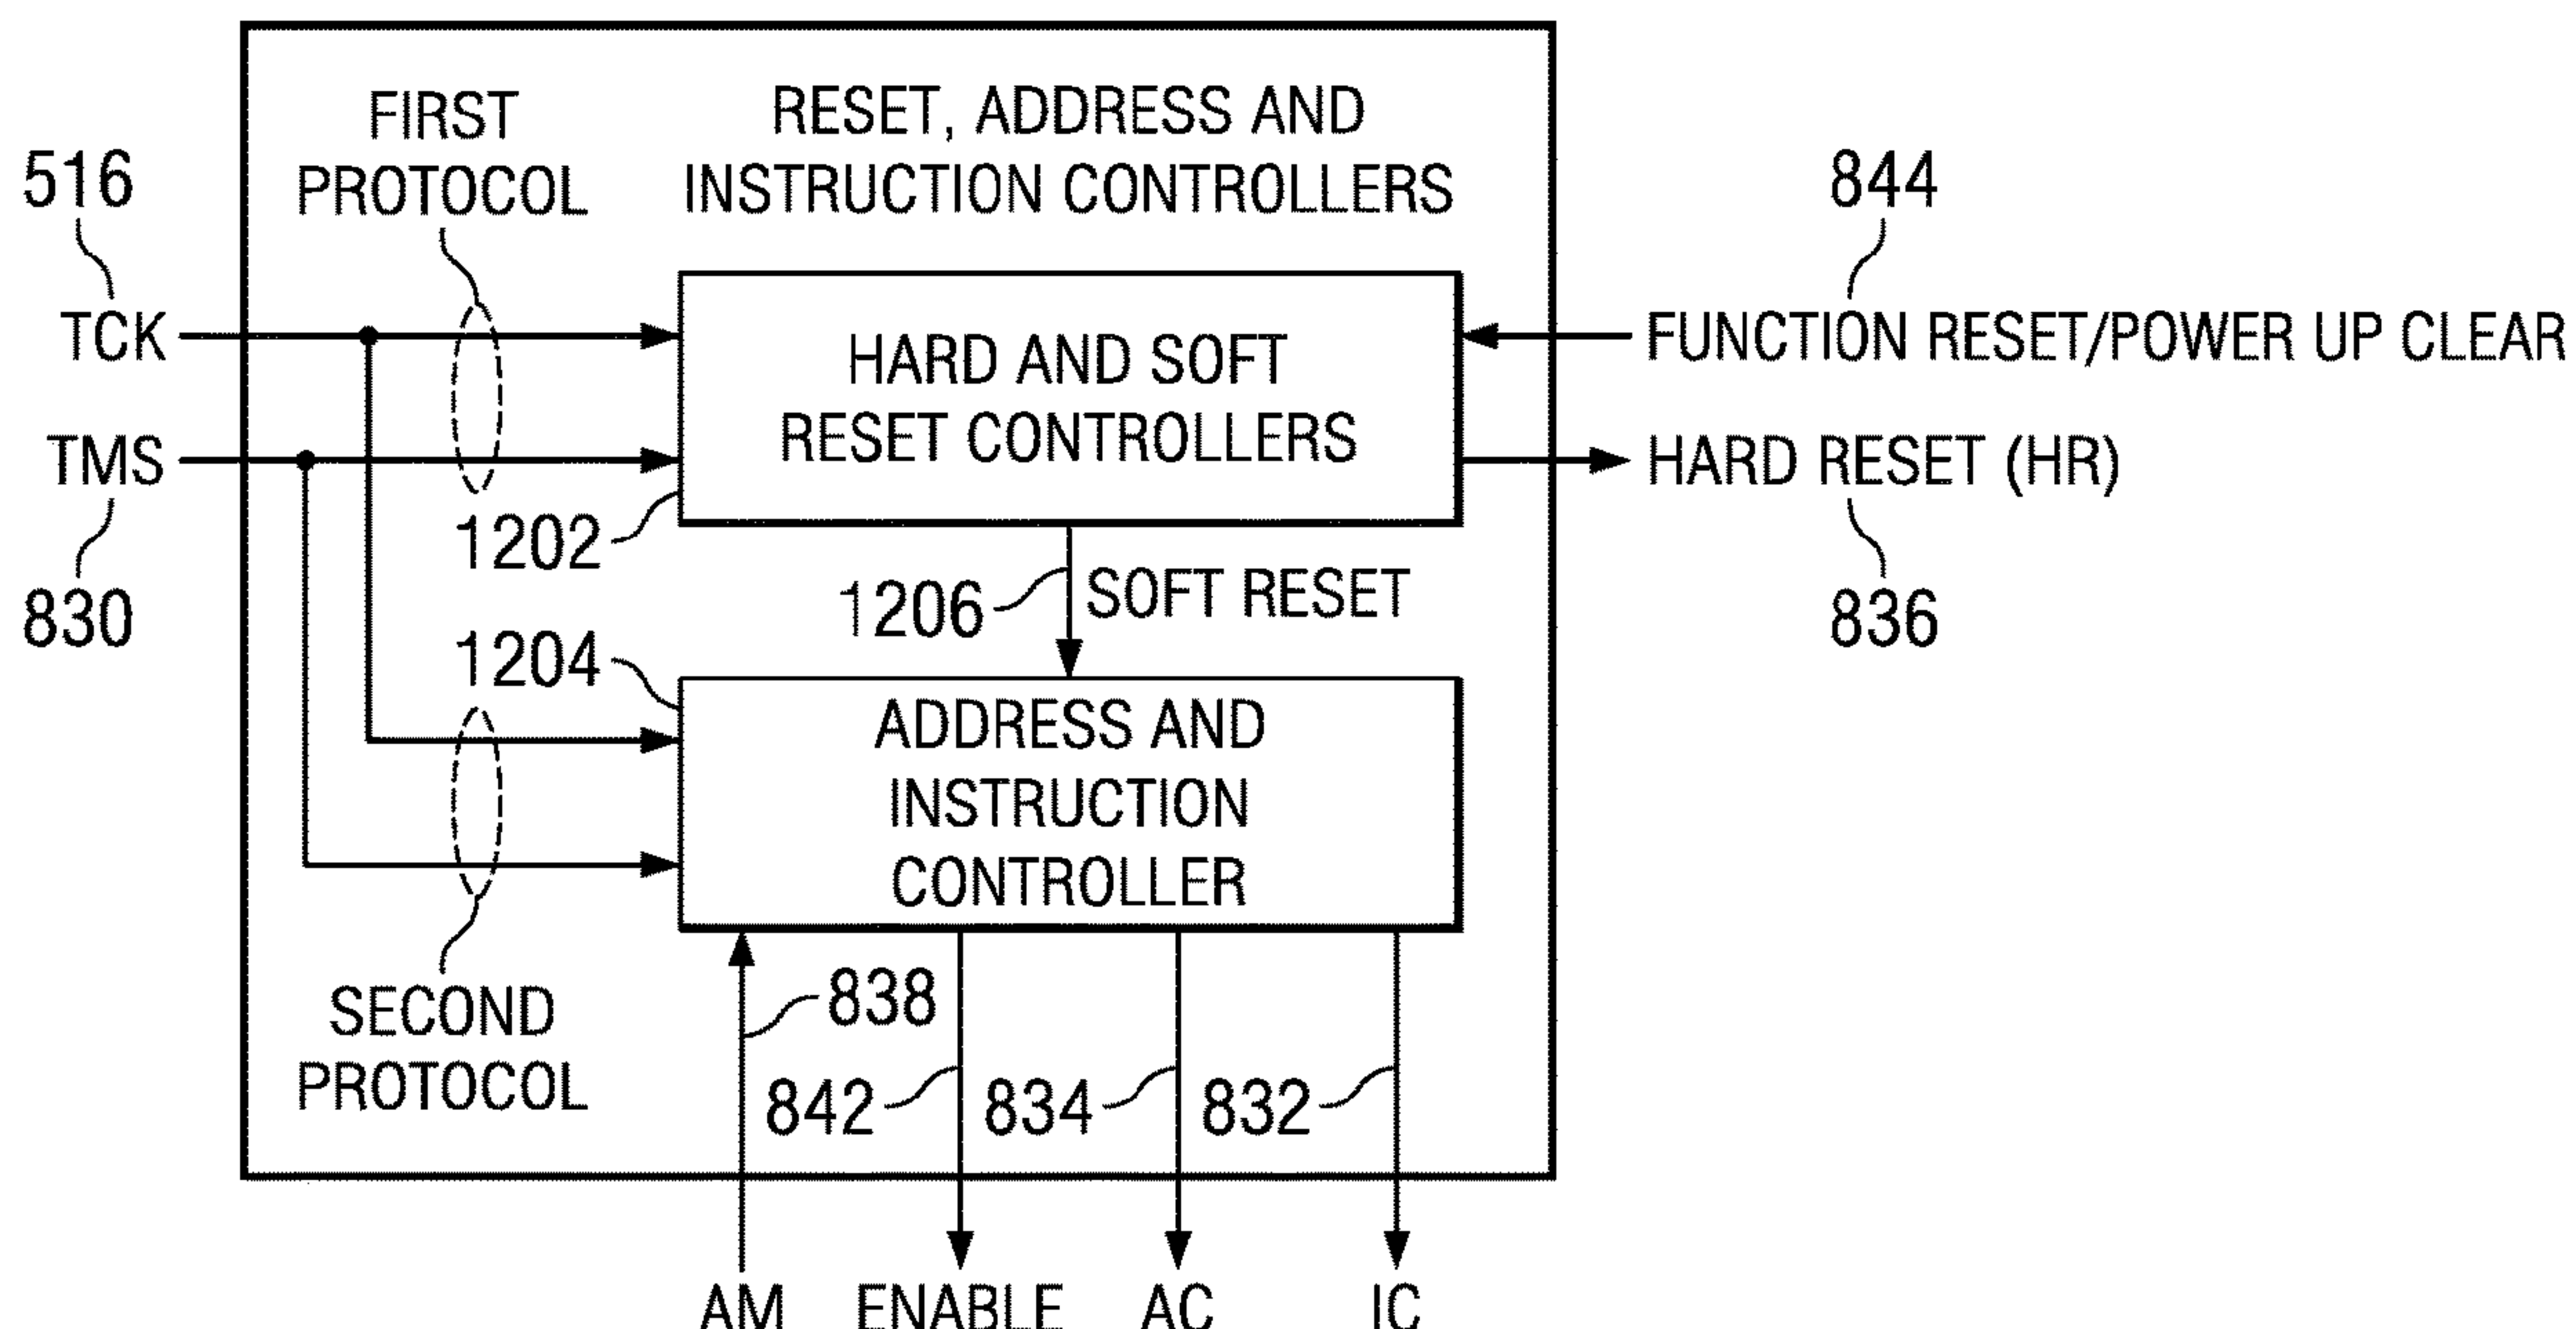 FIRST
PROTOCOL
RESET, ADDRESS AND
INSTRUCTION CONTROLLERS
516
TCK
TMS
830
844
FUNCTION RESET/POWER UP CLEAR
HARD RESET (HR)
836
HARD AND SOFT
RESET CONTROLLERS
1202
1206
SOFT RESET
1204
ADDRESS AND
INSTRUCTION
CONTROLLER
SECOND
PROTOCOL
838
842
834
832
AM
ENABLE
AC
IC